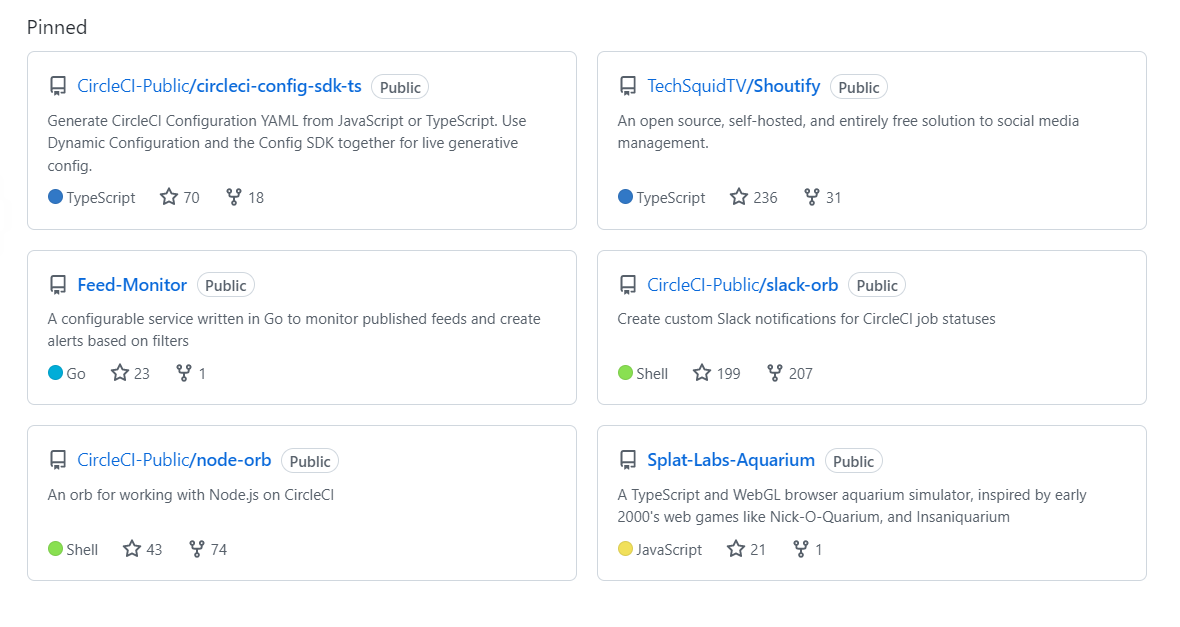 Pinned
CircleCI-Public/circleci-config-sdk-ts Public
Generate CircleCI Configuration YAML from JavaScript or TypeScript. Use
Dynamic Configuration and the Config SDK together for live generative
config.
TypeScript 70 18
TechSquidTV/Shoutify Public
An open source, self-hosted, and entirely free solution to social media
management.
TypeScript 236 31
Feed-Monitor Public
A configurable service written in Go to monitor published feeds and create
alerts based on filters
Go 23 1
CircleCI-Public/slack-orb Public
Create custom Slack notifications for CircleCI job statuses
Shell 199 207
CircleCI-Public/node-orb Public
An orb for working with Node.js on CircleCI
Shell 43 74
Splat-Labs-Aquarium Public
A TypeScript and WebGL browser aquarium simulator, inspired by early
2000's web games like Nick-O-Quarium, and Insaniquarium
JavaScript 21 1